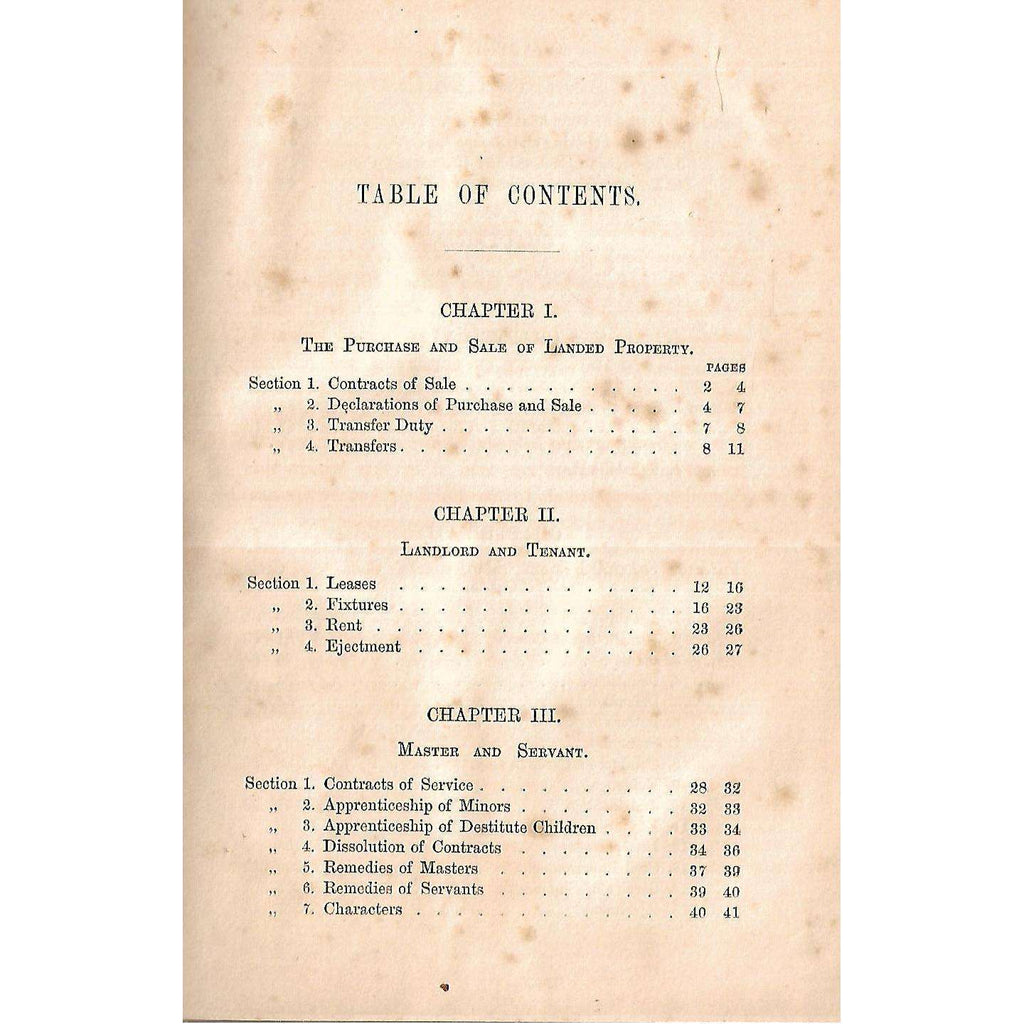 TABLE OF CONTENTS.
CHAPTER I.
THE PURCHASE AND SALE OF LANDED PROPERTY.
PAGES
Section 1. Contracts of Sale . . . . . . . . . . . 2 4
„ 2. Declarations of Purchase and Sale . . . . . 4 7
„ 3. Transfer Duty . . . . . . . . . . . . 7 8
„ 4. Transfers . . . . . . . . . . . . . . 8 11
CHAPTER II.
LANDLORD AND TENANT.
Section 1. Leases . . . . . . . . . . . . . . 12 16
„ 2. Fixtures . . . . . . . . . . . . . . 16 23
„ 3. Rent . . . . . . . . . . . . . . . 23 26
„ 4. Ejectment . . . . . . . . . . . . . 26 27
CHAPTER III.
MASTER AND SERVANT.
Section 1. Contracts of Service . . . . . . . . . . 28 32
„ 2. Apprenticeship of Minors . . . . . . . . 32 33
„ 3. Apprenticeship of Destitute Children . . . . 33 34
„ 4. Dissolution of Contracts . . . . . . . . 34 36
„ 5. Remedies of Masters . . . . . . . . . 37 39
„ 6. Remedies of Servants . . . . . . . . . 39 40
„ 7. Characters . . . . . . . . . . . . . 40 41